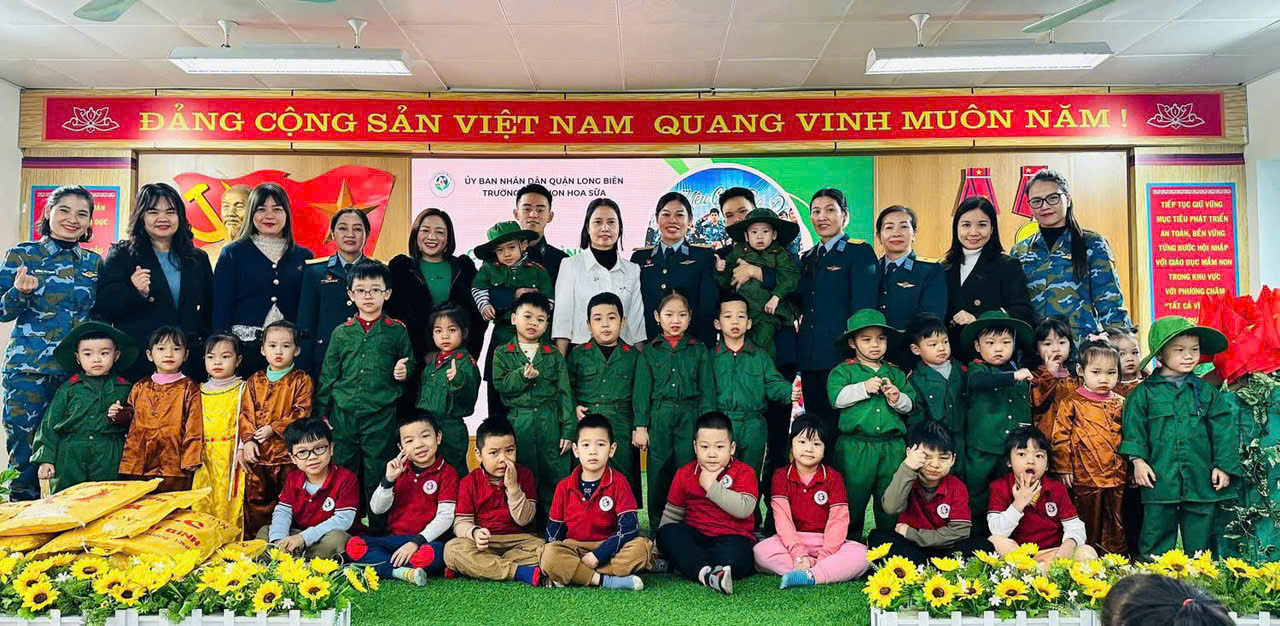 ĐẢNG CỘNG SẢN VIỆT NAM QUANG VINH MUÔN NĂM !
ỦY BAN NHÂN DÂN QUẬN LONG BIÊN
TRƯỜNG NON HOA SỮA
TIẾP TỤC GIỮ VỮNG
MỤC TIÊU PHÁT TRIỂN
AN TOÀN, BỀN VỮNG
TỪNG BƯỚC HỘI NHẬP
VỚI GIÁO DỤC MẦM NON
TRONG KHU VỰC
VỚI PHƯƠNG CHÂM
"TẤT CẢ VÌ